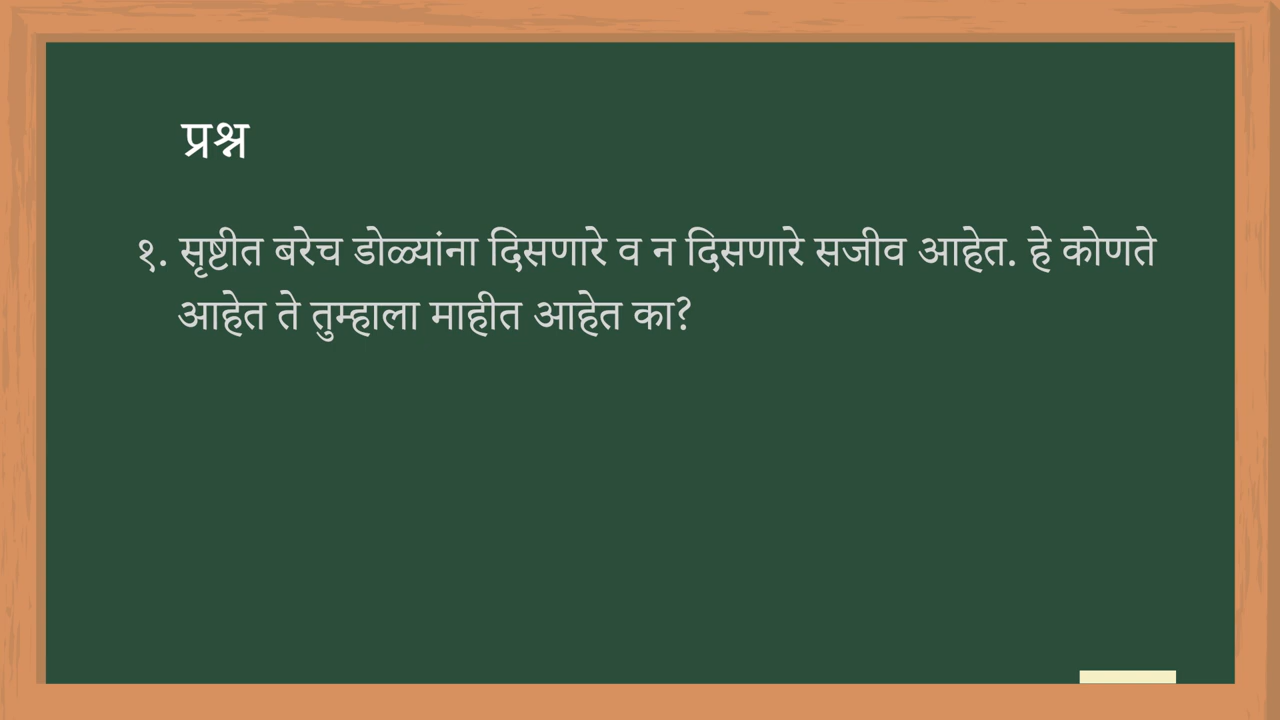 प्रश्न
१. सृष्टीत बरेच डोळ्यांना दिसणारे व न दिसणारे सजीव आहेत. हे कोणते
आहेत ते तुम्हाला माहीत आहेत का?